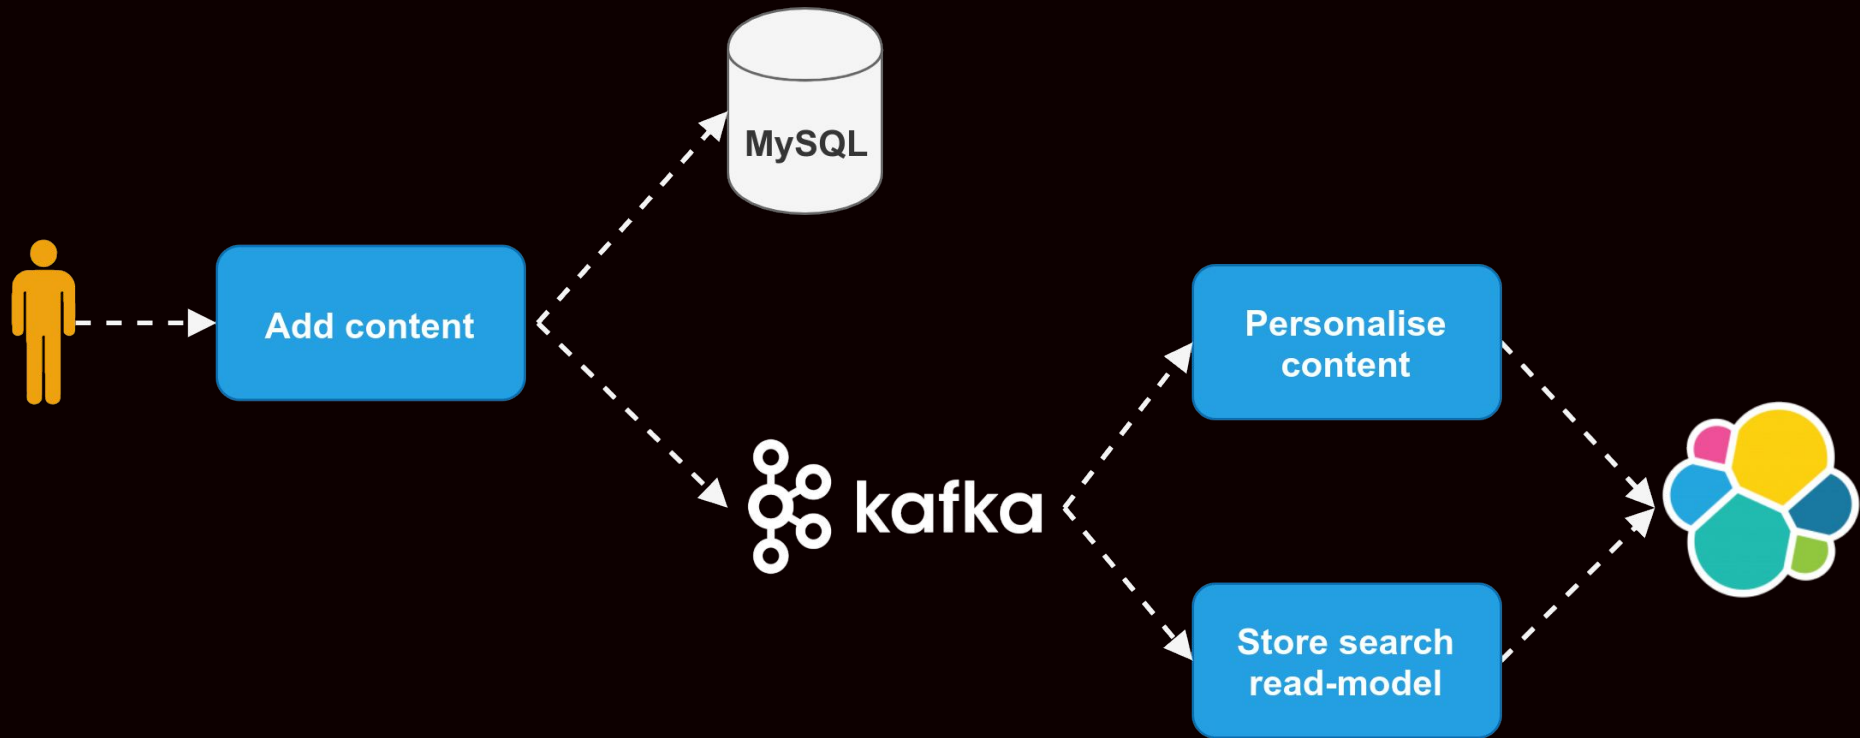 MySQL
Add content
Personalise
content
kafka
Store search
read-model